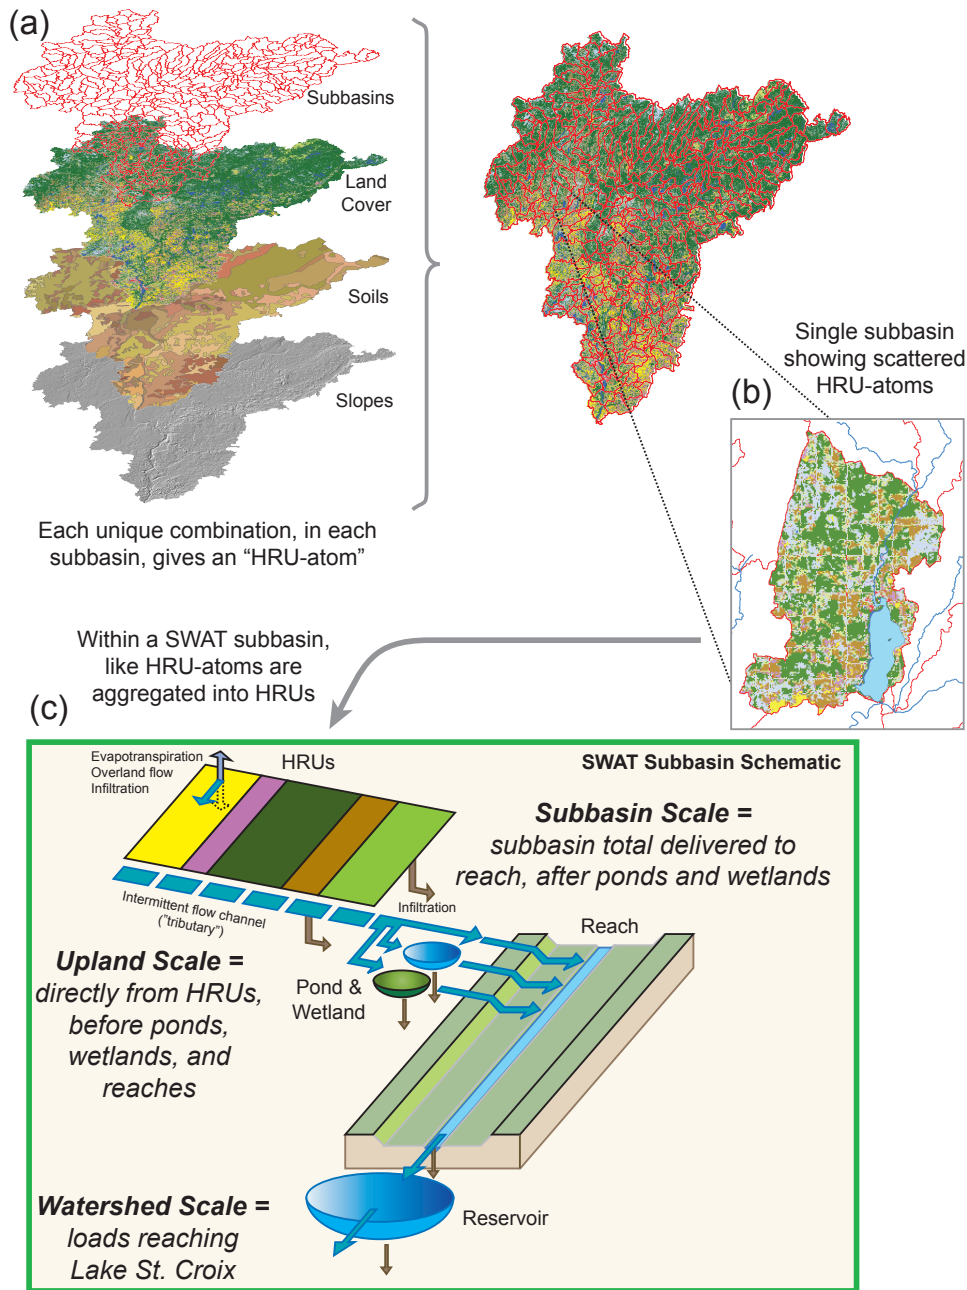 (a)
Subbasins
Land
Cover
Soils
Slopes
Each unique combination, in each
subbasin, gives an “HRU-atom”
Single subbasin
showing scattered
HRU-atoms
(b)
Within a SWAT subbasin,
like HRU-atoms are
aggregated into HRUs
(c)
Evapotranspiration
Overland flow
Infiltration
HRUs
SWAT Subbasin Schematic
Subbasin Scale =
subbasin total delivered to
reach, after ponds and wetlands
Infiltration
Intermittent flow channel
("tributary")
Reach
Upland Scale =
directly from HRUs,
before ponds,
wetlands, and
reaches
Pond &
Wetland
Watershed Scale =
loads reaching
Lake St. Croix
Reservoir